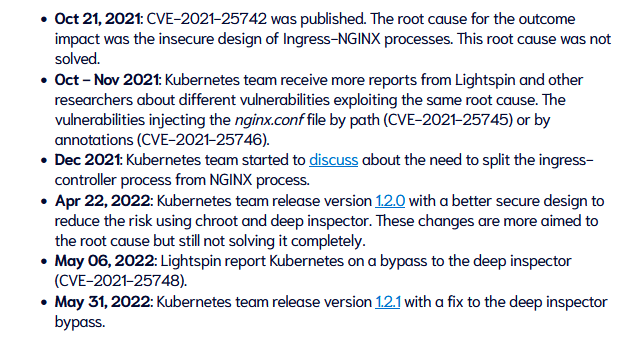 • Oct 21, 2021: CVE-2021-25742 was published. The root cause for the outcome
impact was the insecure design of Ingress-NGINX processes. This root cause was not
solved.
• Oct – Nov 2021: Kubernetes team receive more reports from Lightspin and other
researchers about different vulnerabilities exploiting the same root cause. The
vulnerabilities injecting the nginx.conf file by path (CVE-2021-25745) or by
annotations (CVE-2021-25746).
• Dec 2021: Kubernetes team started to discuss about the need to split the ingress-
controller process from NGINX process.
• Apr 22, 2022: Kubernetes team release version 1.2.0 with a better secure design to
reduce the risk using chroot and deep inspector. These changes are more aimed to
the root cause but still not solving it completely.
• May 06, 2022: Lightspin report Kubernetes on a bypass to the deep inspector
(CVE-2021-25748).
• May 31, 2022: Kubernetes team release version 1.2.1 with a fix to the deep inspector
bypass.